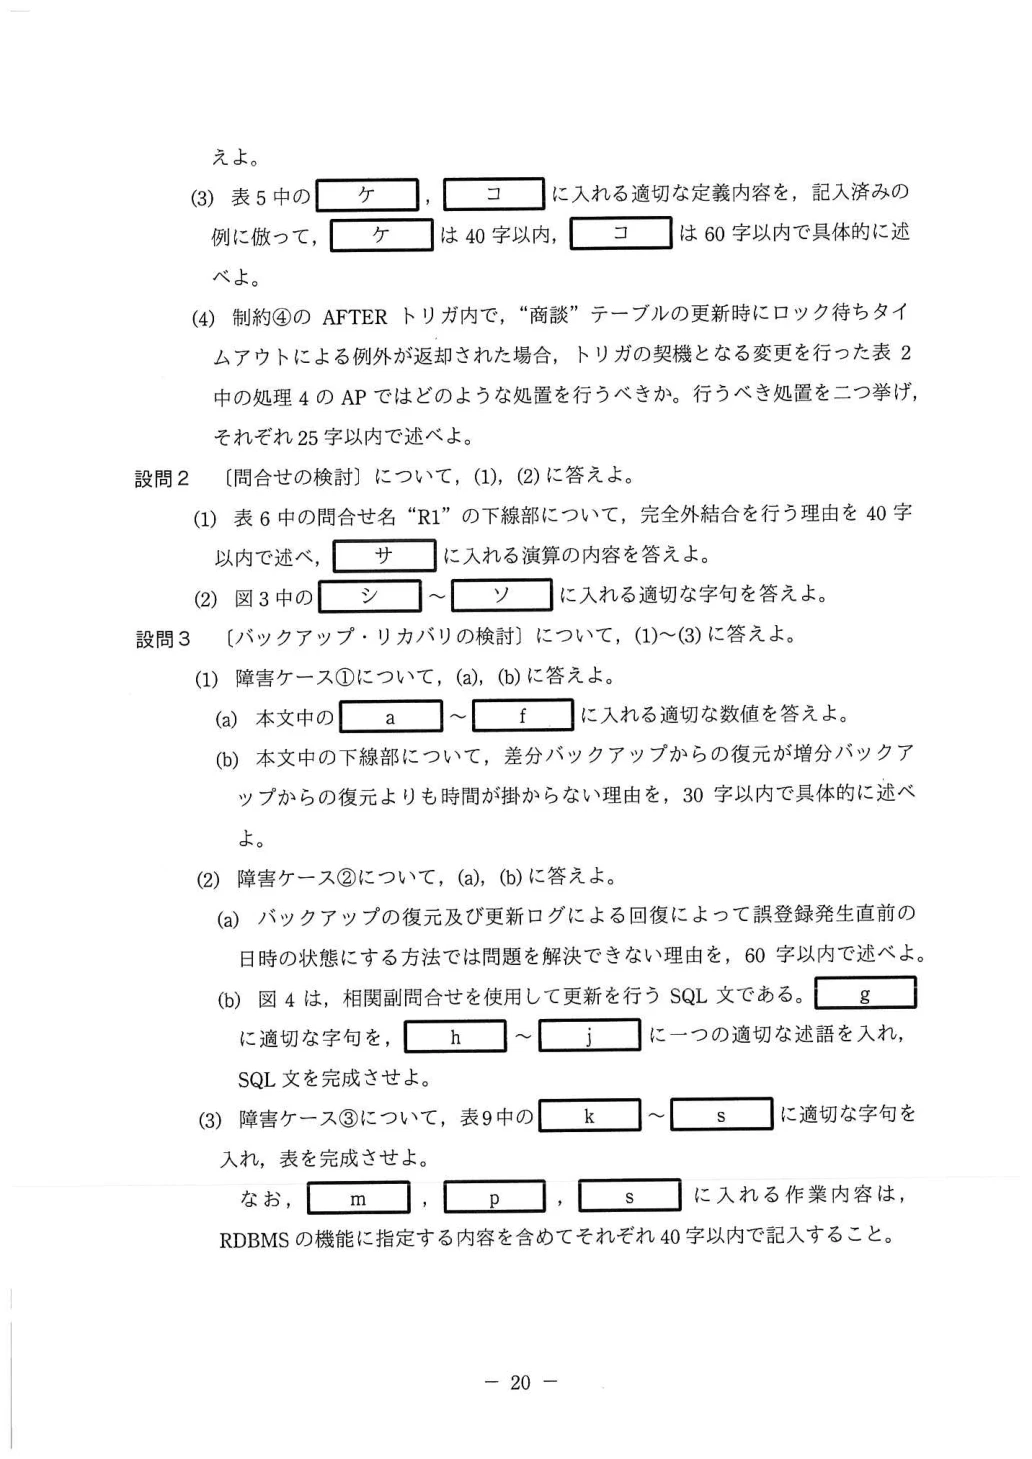 えよ。
(3) 表5中の ケ , コ に入れる適切な定義内容を，記入済みの
例に倣って， ケ は 40 字以内， コ は 60 字以内で具体的に述
べよ。
(4) 制約④の AFTER トリガ内で，“商談” テーブルの更新時にロック待ちタイ
ムアウトによる例外が返却された場合，トリガの契機となる変更を行った表 2
中の処理 4 の AP ではどのような処置を行うべきか。行うべき処置を二つ挙げ，
それぞれ 25 字以内で述べよ。
設問2 〔問合せの検討〕について，(1)，(2) に答えよ。
(1) 表 6 中の問合せ名 “R1” の下線部について，完全外結合を行う理由を 40 字
以内で述べ， サ に入れる演算の内容を答えよ。
(2) 図 3 中の シ ～ ソ に入れる適切な字句を答えよ。
設問3 〔バックアップ・リカバリの検討〕について，(1)～(3) に答えよ。
(1) 障害ケース①について，(a)，(b) に答えよ。
(a) 本文中の a ～ f に入れる適切な数値を答えよ。
(b) 本文中の下線部について，差分バックアップからの復元が増分バックア
ップからの復元よりも時間が掛からない理由を，30 字以内で具体的に述べ
よ。
(2) 障害ケース②について，(a)，(b) に答えよ。
(a) バックアップの復元及び更新ログによる回復によって誤登録発生直前の
日時の状態にする方法では問題を解決できない理由を，60 字以内で述べよ。
(b) 図 4 は，相関副問合せを使用して更新を行う SQL 文である。 g
に適切な字句を， h ～ j に一つの適切な述語を入れ，
SQL 文を完成させよ。
(3) 障害ケース③について，表9中の k ～ s に適切な字句を
入れ，表を完成させよ。
なお， m ， p ， s に入れる作業内容は，
RDBMS の機能に指定する内容を含めてそれぞれ 40 字以内で記入すること。
－ 20 －